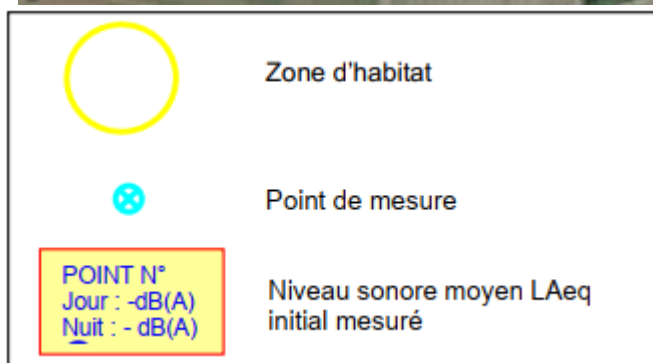 Zone d'habitat
Point de mesure
POINT N°
Jour : -dB(A)
Nuit : - dB(A)
Niveau sonore moyen LAeq
initial mesuré